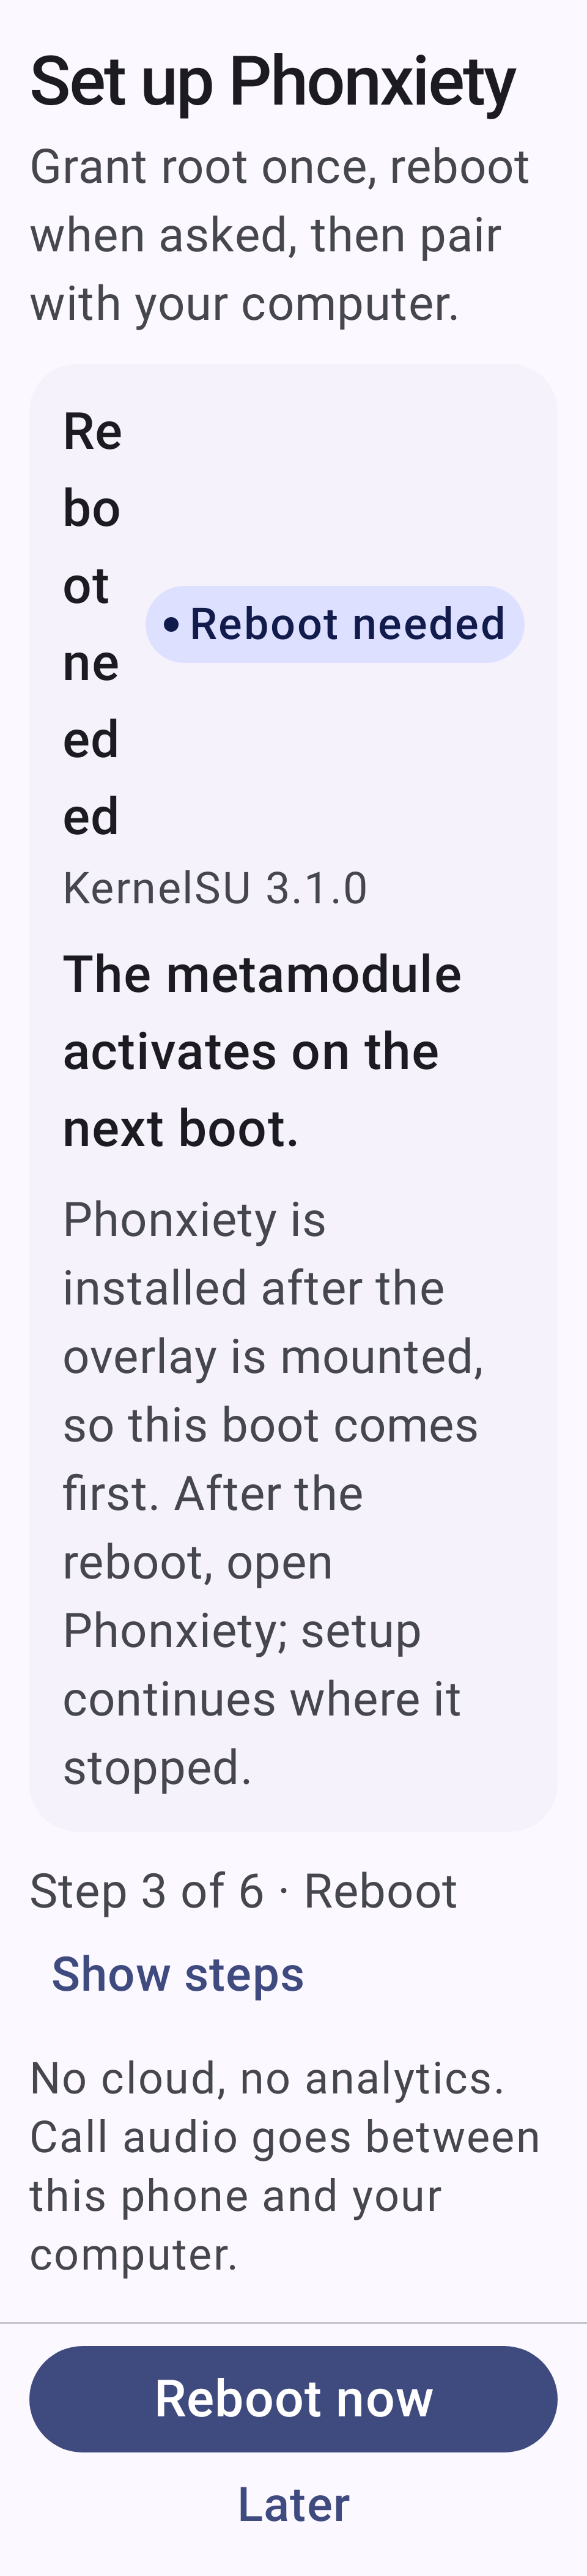 Set up Phonxiety
Grant root once, reboot
when asked, then pair
with your computer.
Re
bo
ot
ne
ed
ed
• Reboot needed
KernelSU 3.1.0
The metamodule
activates on the
next boot.
Phonxiety is
installed after the
overlay is mounted,
so this boot comes
first. After the
reboot, open
Phonxiety; setup
continues where it
stopped.
Step 3 of 6 · Reboot
Show steps
No cloud, no analytics.
Call audio goes between
this phone and your
computer.
Reboot now
Later